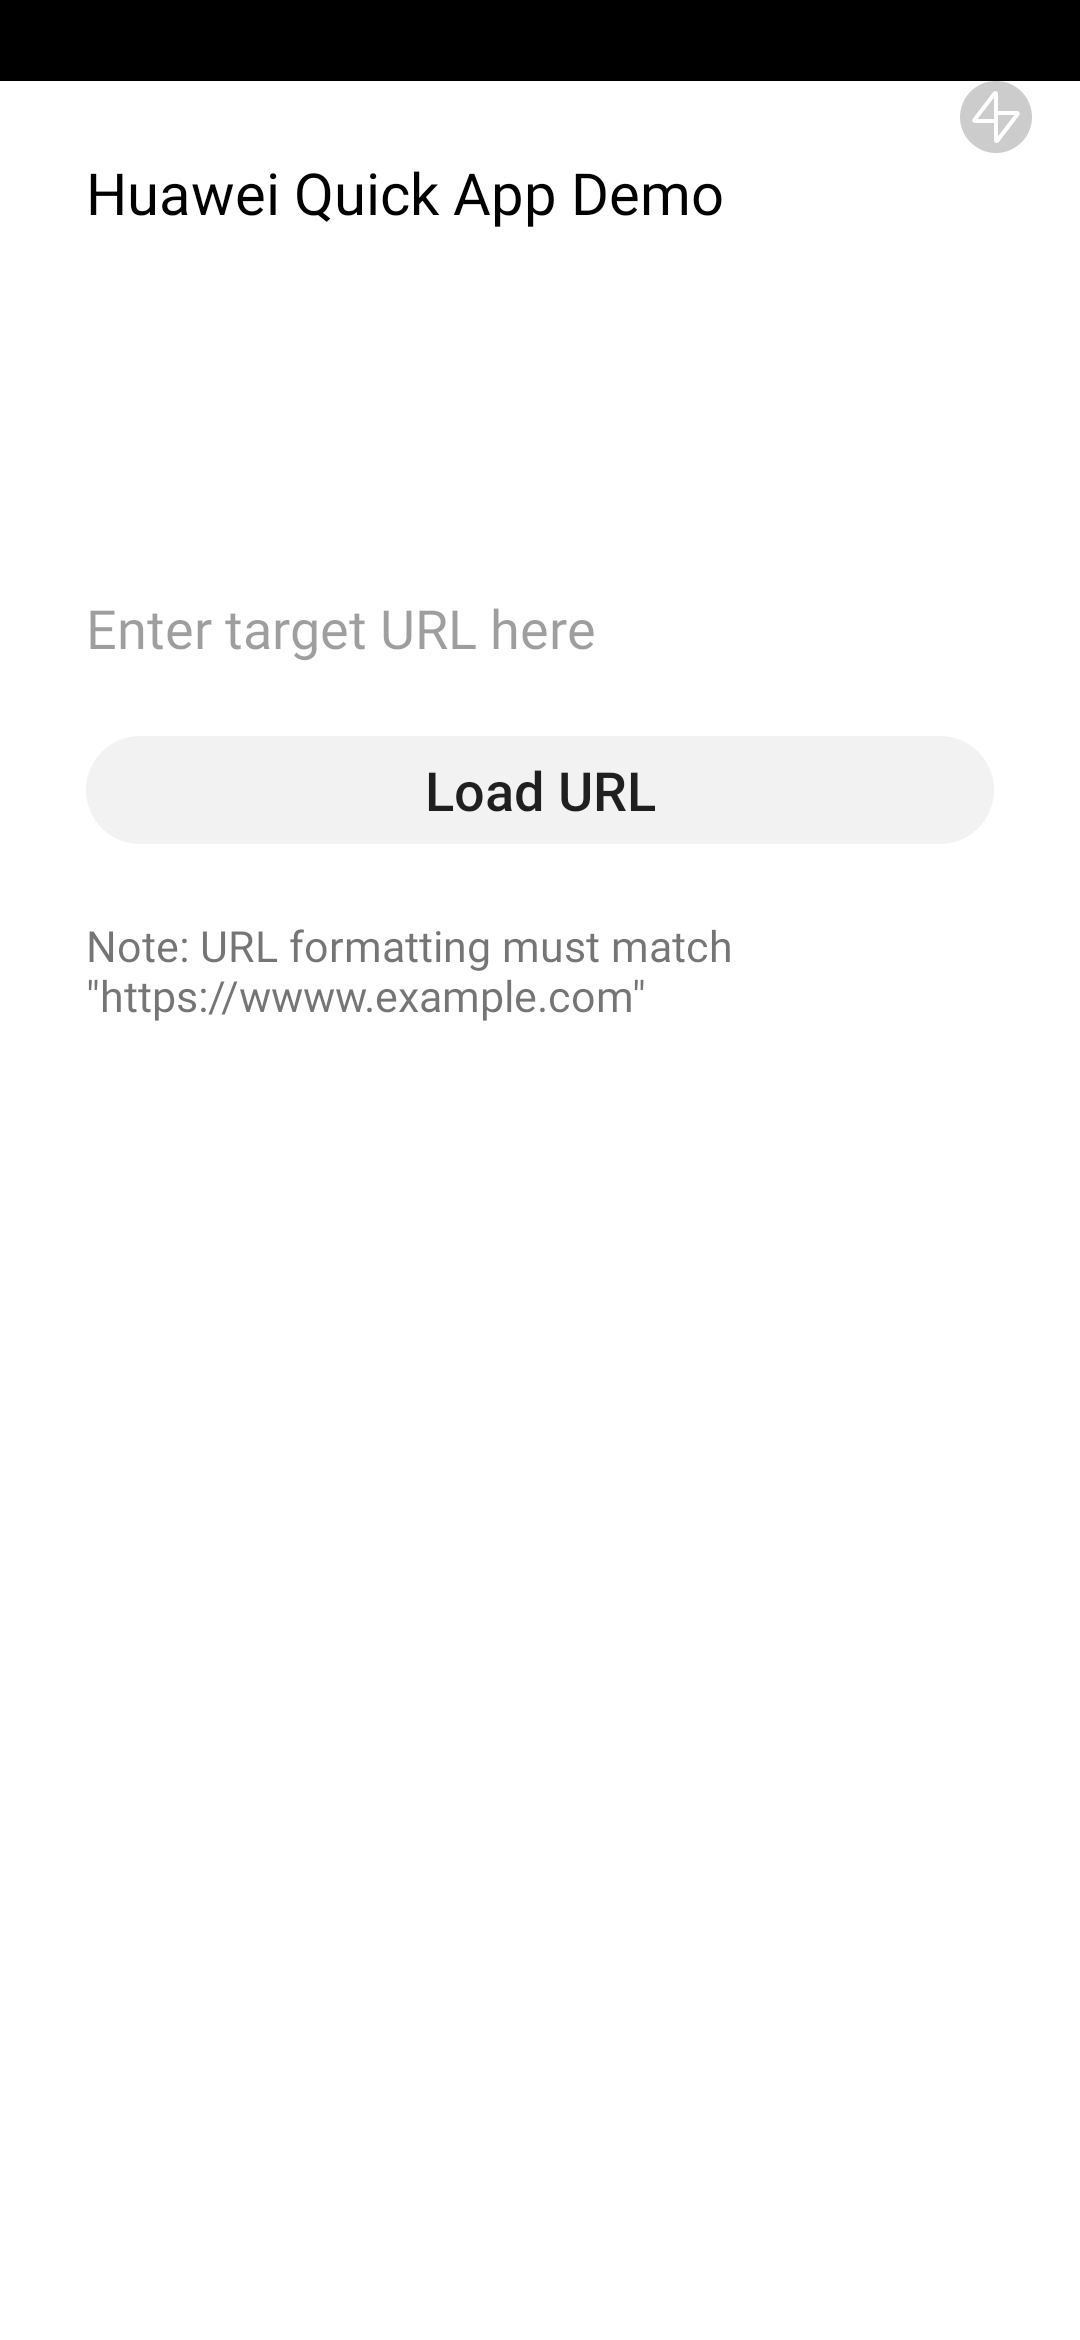 Huawei Quick App Demo
Enter target URL here
Load URL
Note: URL formatting must match
"https://wwww.example.com"